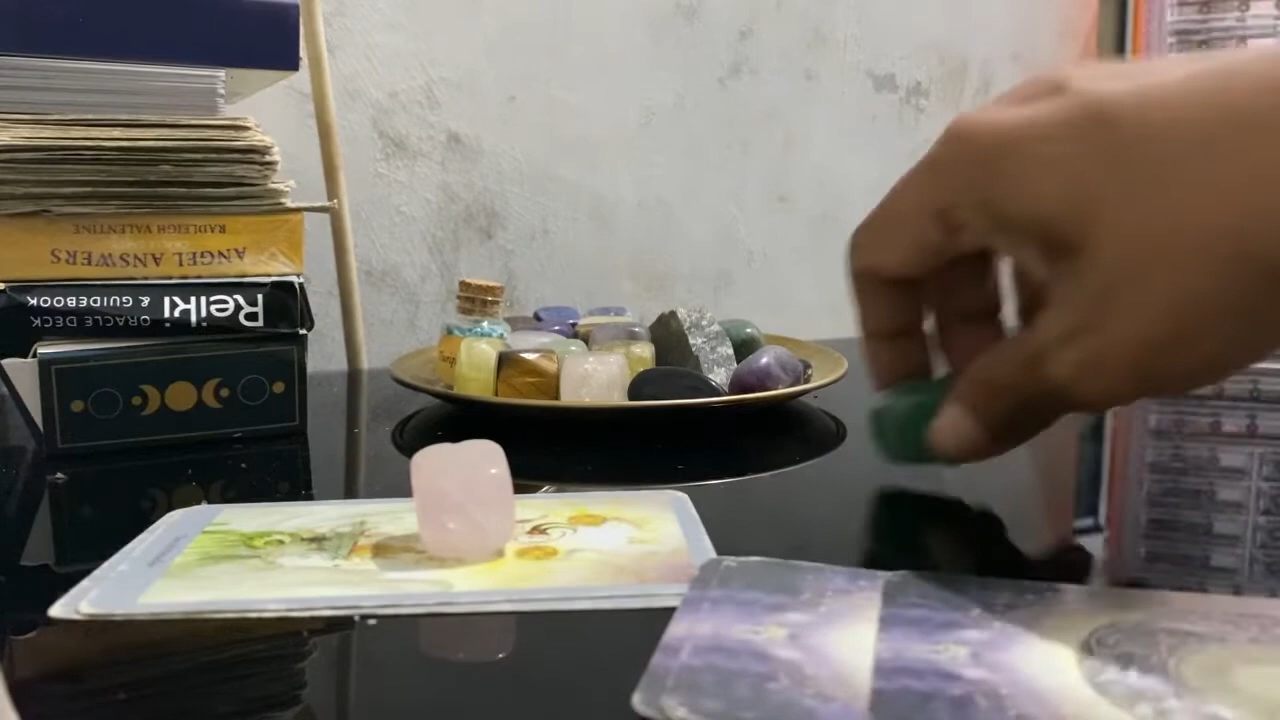 RADLEIGH VALENTINE
ANGEL ANSWERS
Reiki
ORACLE DECK
& GUIDEBOOK